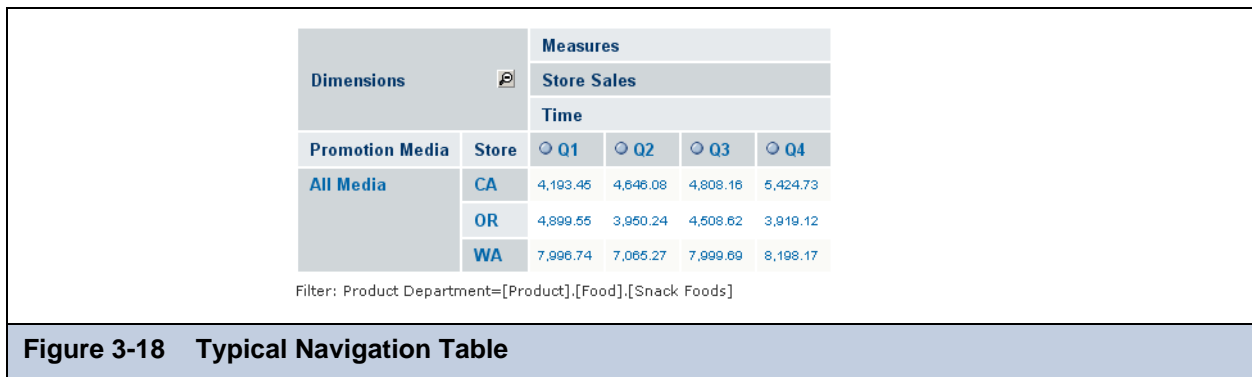 Measures
Dimensions
Store Sales
Time
Promotion Media Store Q1 Q2 Q3 Q4
All Media CA 4,193.45 4,646.08 4,808.16 5,424.73
OR 4,899.55 3,950.24 4,508.62 3,919.12
WA 7,996.74 7,065.27 7,999.69 8,198.17
Filter: Product Department=[Product].[Food].[Snack Foods]
Figure 3-18 Typical Navigation Table